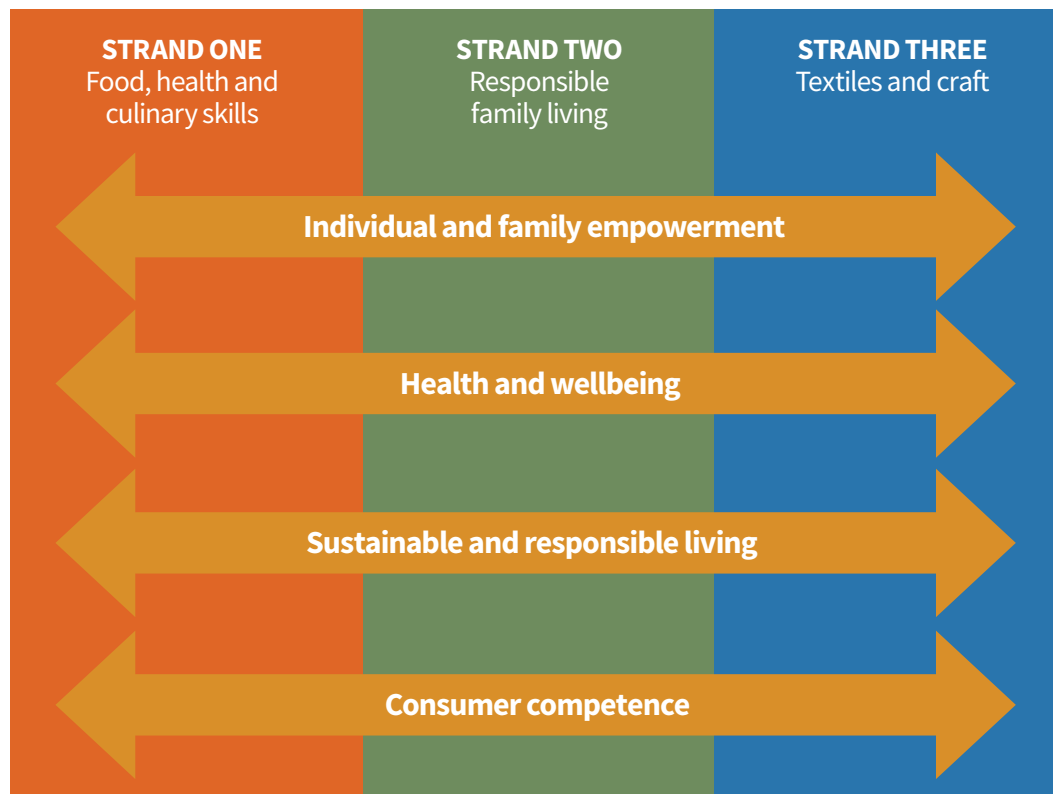 STRAND ONE
Food, health and
culinary skills
STRAND TWO
Responsible
family living
STRAND THREE
Textiles and craft
Individual and family empowerment
Health and wellbeing
Sustainable and responsible living
Consumer competence